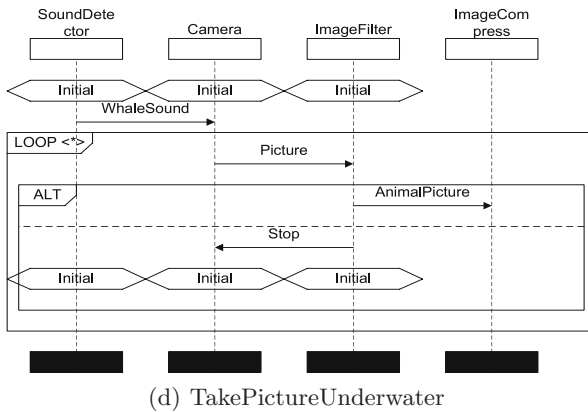 SoundDete
ctor
Camera
ImageFilter
ImageCom
press
Initial
Initial
Initial
WhaleSound
LOOP <*>
Picture
ALT
AnimalPicture
Stop
Initial
Initial
Initial
(d) TakePictureUnderwater